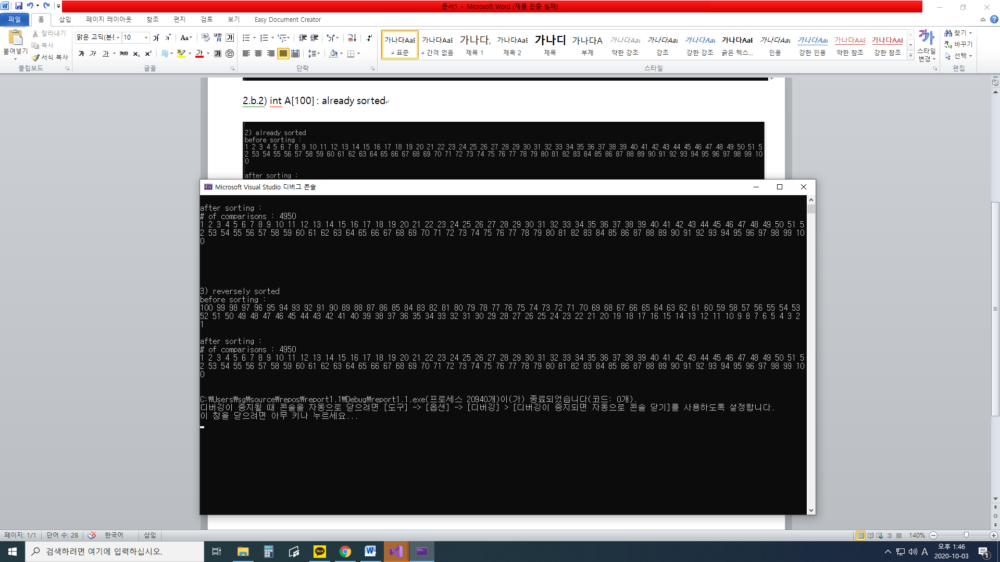 문서1 - Microsoft Word (제품 인증 실패)
파일 홈 삽입 페이지 레이아웃 참조 편지 검토 보기 Easy Document Creator
붙여넣기
잘라내기
복사
서식 복사
클립보드
맑은 고딕(본문 10
글꼴
단락
가나다AaB 가나다AaB 가나다, 가나다AaB 가나디 가나다A 가나다Aa 가나다Aa 가나다Aa 가나다AaB 가나다Aa 가나다Aa 가나다AaB 가나다AaI
표준 간격 없음 제목 1 제목 2 제목 부제 약한 강조 강조 강한 강조 굵은 텍스... 인용 강한 인용 약한 참조 강한 참조
스타일
스타일 변경
찾기
바꾸기
선택
편집
2.b.2) int A[100] : already sorted
2) already sorted
before sorting :
1 2 3 4 5 6 7 8 9 10 11 12 13 14 15 16 17 18 19 20 21 22 23 24 25 26 27 28 29 30 31 32 33 34 35 36 37 38 39 40 41 42 43 44 45 46 47 48 49 50 51 5
2 53 54 55 56 57 58 59 60 61 62 63 64 65 66 67 68 69 70 71 72 73 74 75 76 77 78 79 80 81 82 83 84 85 86 87 88 89 90 91 92 93 94 95 96 97 98 99 10
0
after sorting :
Microsoft Visual Studio 디버그 콘솔
after sorting :
# of comparisons : 4950
1 2 3 4 5 6 7 8 9 10 11 12 13 14 15 16 17 18 19 20 21 22 23 24 25 26 27 28 29 30 31 32 33 34 35 36 37 38 39 40 41 42 43 44 45 46 47 48 49 50 51 5
2 53 54 55 56 57 58 59 60 61 62 63 64 65 66 67 68 69 70 71 72 73 74 75 76 77 78 79 80 81 82 83 84 85 86 87 88 89 90 91 92 93 94 95 96 97 98 99 10
0
3) reversely sorted
before sorting :
100 99 98 97 96 95 94 93 92 91 90 89 88 87 86 85 84 83 82 81 80 79 78 77 76 75 74 73 72 71 70 69 68 67 66 65 64 63 62 61 60 59 58 57 56 55 54 53
52 51 50 49 48 47 46 45 44 43 42 41 40 39 38 37 36 35 34 33 32 31 30 29 28 27 26 25 24 23 22 21 20 19 18 17 16 15 14 13 12 11 10 9 8 7 6 5 4 3 2
1
after sorting :
# of comparisons : 4950
1 2 3 4 5 6 7 8 9 10 11 12 13 14 15 16 17 18 19 20 21 22 23 24 25 26 27 28 29 30 31 32 33 34 35 36 37 38 39 40 41 42 43 44 45 46 47 48 49 50 51 5
2 53 54 55 56 57 58 59 60 61 62 63 64 65 66 67 68 69 70 71 72 73 74 75 76 77 78 79 80 81 82 83 84 85 86 87 88 89 90 91 92 93 94 95 96 97 98 99 10
0
C:₩Users₩sg₩source₩repos₩report1.1₩Debug₩report1.1.exe(프로세스 20940개)이(가) 종료되었습니다(코드: 0개).
디버깅이 중지될 때 콘솔을 자동으로 닫으려면 [도구] -> [옵션] -> [디버깅] > [디버깅이 중지되면 자동으로 콘솔 닫기]를 사용하도록 설정합니다.
이 창을 닫으려면 아무 키나 누르세요...
페이지: 1/1 단어 수: 28 한국어 삽입 140%
검색하려면 여기에 입력하십시오.
A 오후 1:46
2020-10-03
1